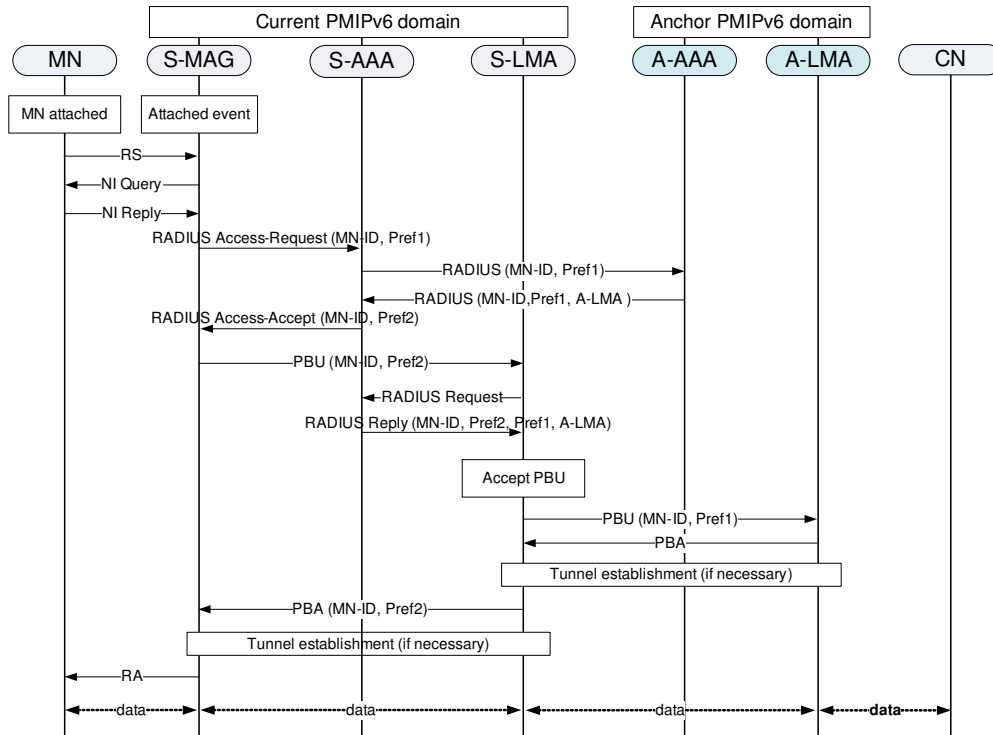 Current PMIPv6 domain
Anchor PMIPv6 domain
MN
S-MAG
S-AAA
S-LMA
A-AAA
A-LMA
CN
MN attached
Attached event
RS
NI Query
NI Reply
RADIUS Access-Request (MN-ID, Pref1)
RADIUS (MN-ID, Pref1)
RADIUS (MN-ID,Pref1, A-LMA )
RADIUS Access-Accept (MN-ID, Pref2)
PBU (MN-ID, Pref2)
RADIUS Request
RADIUS Reply (MN-ID, Pref2, Pref1, A-LMA)
Accept PBU
PBU (MN-ID, Pref1)
PBA
Tunnel establishment (if necessary)
PBA (MN-ID, Pref2)
Tunnel establishment (if necessary)
RA
data
data
data
data